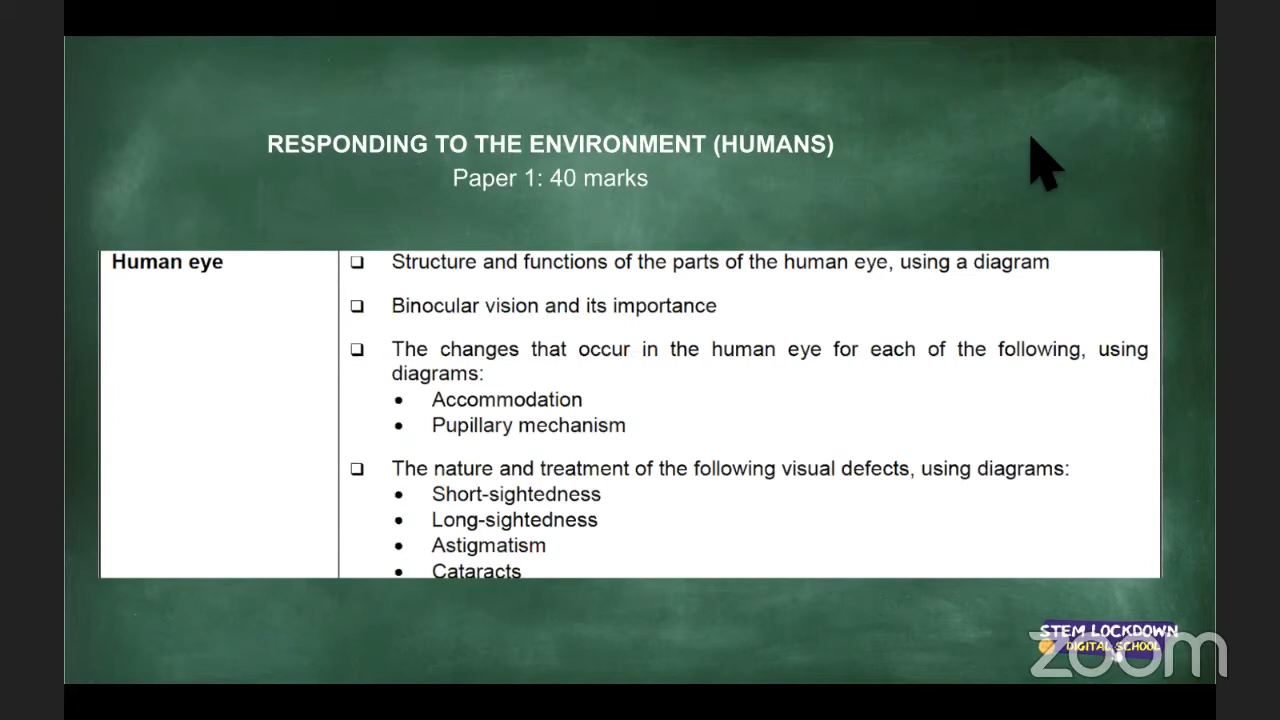 RESPONDING TO THE ENVIRONMENT (HUMANS)
Paper 1: 40 marks
Human eye
❑ Structure and functions of the parts of the human eye, using a diagram
❑ Binocular vision and its importance
❑ The changes that occur in the human eye for each of the following, using
diagrams:
• Accommodation
• Pupillary mechanism
❑ The nature and treatment of the following visual defects, using diagrams:
• Short-sightedness
• Long-sightedness
• Astigmatism
• Cataracts
STEM LOCKDOWN
DIGITAL SCHOOL
zoom